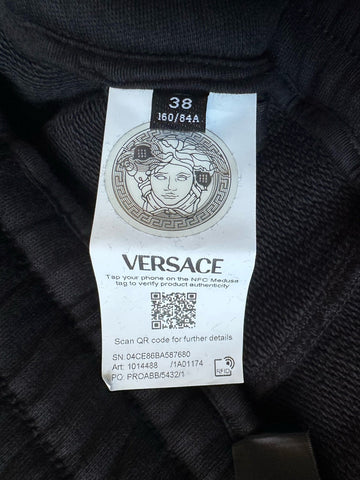 38
160/84A
VERSACE
Tap your phone on the NFC Medusa
tag to verify product authenticity
Scan QR code for further details
SN: 04CE86BA587680
Art: 1014488 /1A01174
PO: PROABB/5432/1
RFID